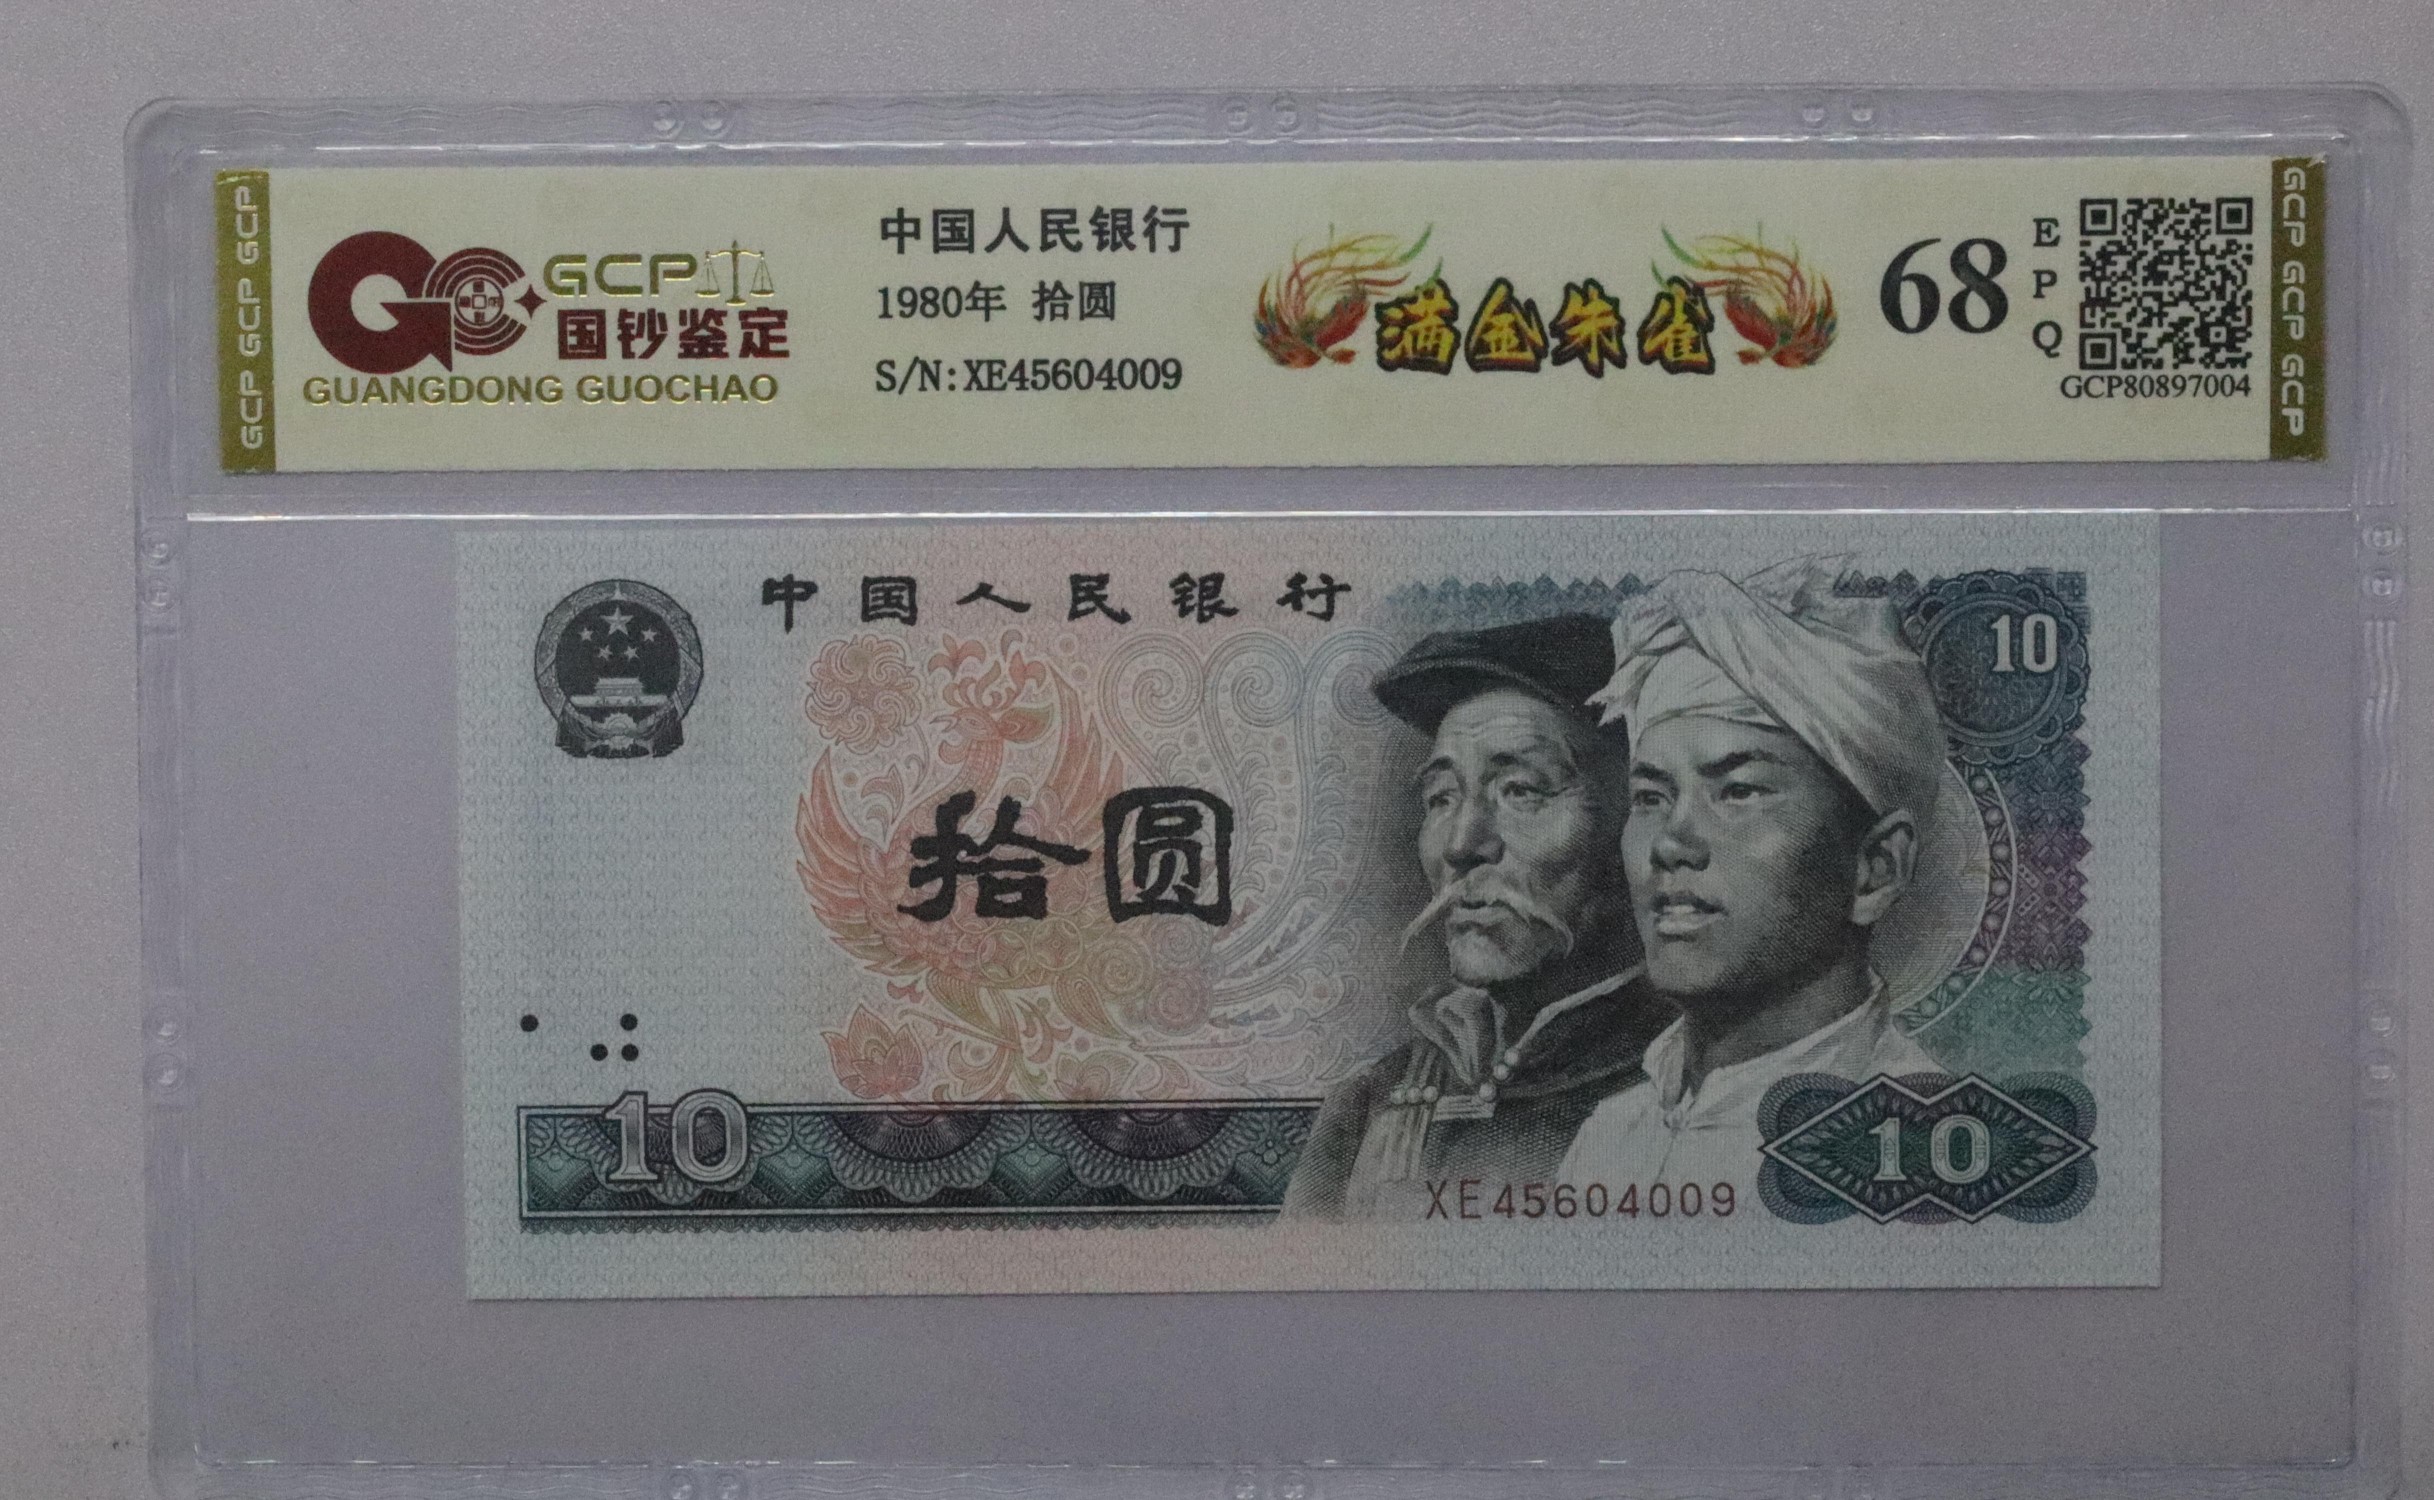 GCP GCP GCP
GCP
国钞鉴定
GUANGDONG GUOCHAO
中国人民银行
1980年 拾圆
S/N:XE45604009
满金朱雀
68
E
P
Q
GCP80897004
GCP GCP GCP
中国人民银行
10
拾圆
10
XE45604009
10